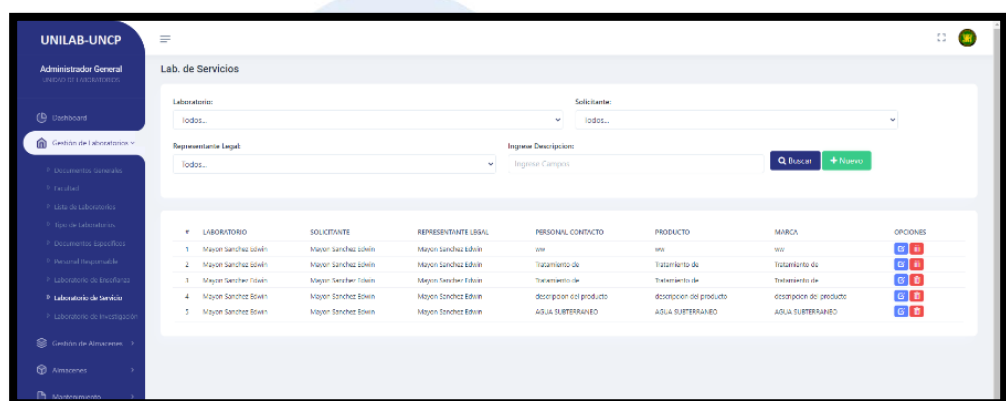 UNILAB-UNCP
Administrador General
UNIDAD DE LABORATORIOS
Dashboard
Gestión de Laboratorios
Documentos Generales
Facultad
Lista de Laboratorios
Tipo de Laboratorios
Documentos Específicos
Personal Responsable
Laboratorio de Enseñanza
Laboratorio de Servicio
Laboratorio de Investigación
Gestión de Almacenes
Almacenes
Mantenimiento
Lab. de Servicios
Laboratorio: Solicitante:
Todos... Todos...
Representante Legal: Ingrese Descripcion:
Todos... Ingrese Campos Buscar + Nuevo
# LABORATORIO SOLICITANTE REPRESENTANTE LEGAL PERSONAL CONTACTO PRODUCTO MARCA OPCIONES
1 Mayon Sanchez Edwin Mayon Sanchez Edwin Mayon Sanchez Edwin ww ww ww
2 Mayon Sanchez Edwin Mayon Sanchez Edwin Mayon Sanchez Edwin Tratamiento de Tratamiento de Tratamiento de
3 Mayon Sanchez Edwin Mayon Sanchez Edwin Mayon Sanchez Edwin Tratamiento de Tratamiento de Tratamiento de
4 Mayon Sanchez Edwin Mayon Sanchez Edwin Mayon Sanchez Edwin descripcion del producto descripcion del producto descripcion del producto
5 Mayon Sanchez Edwin Mayon Sanchez Edwin Mayon Sanchez Edwin AGUA SUBTERRANEO AGUA SUBTERRANEO AGUA SUBTERRANEO